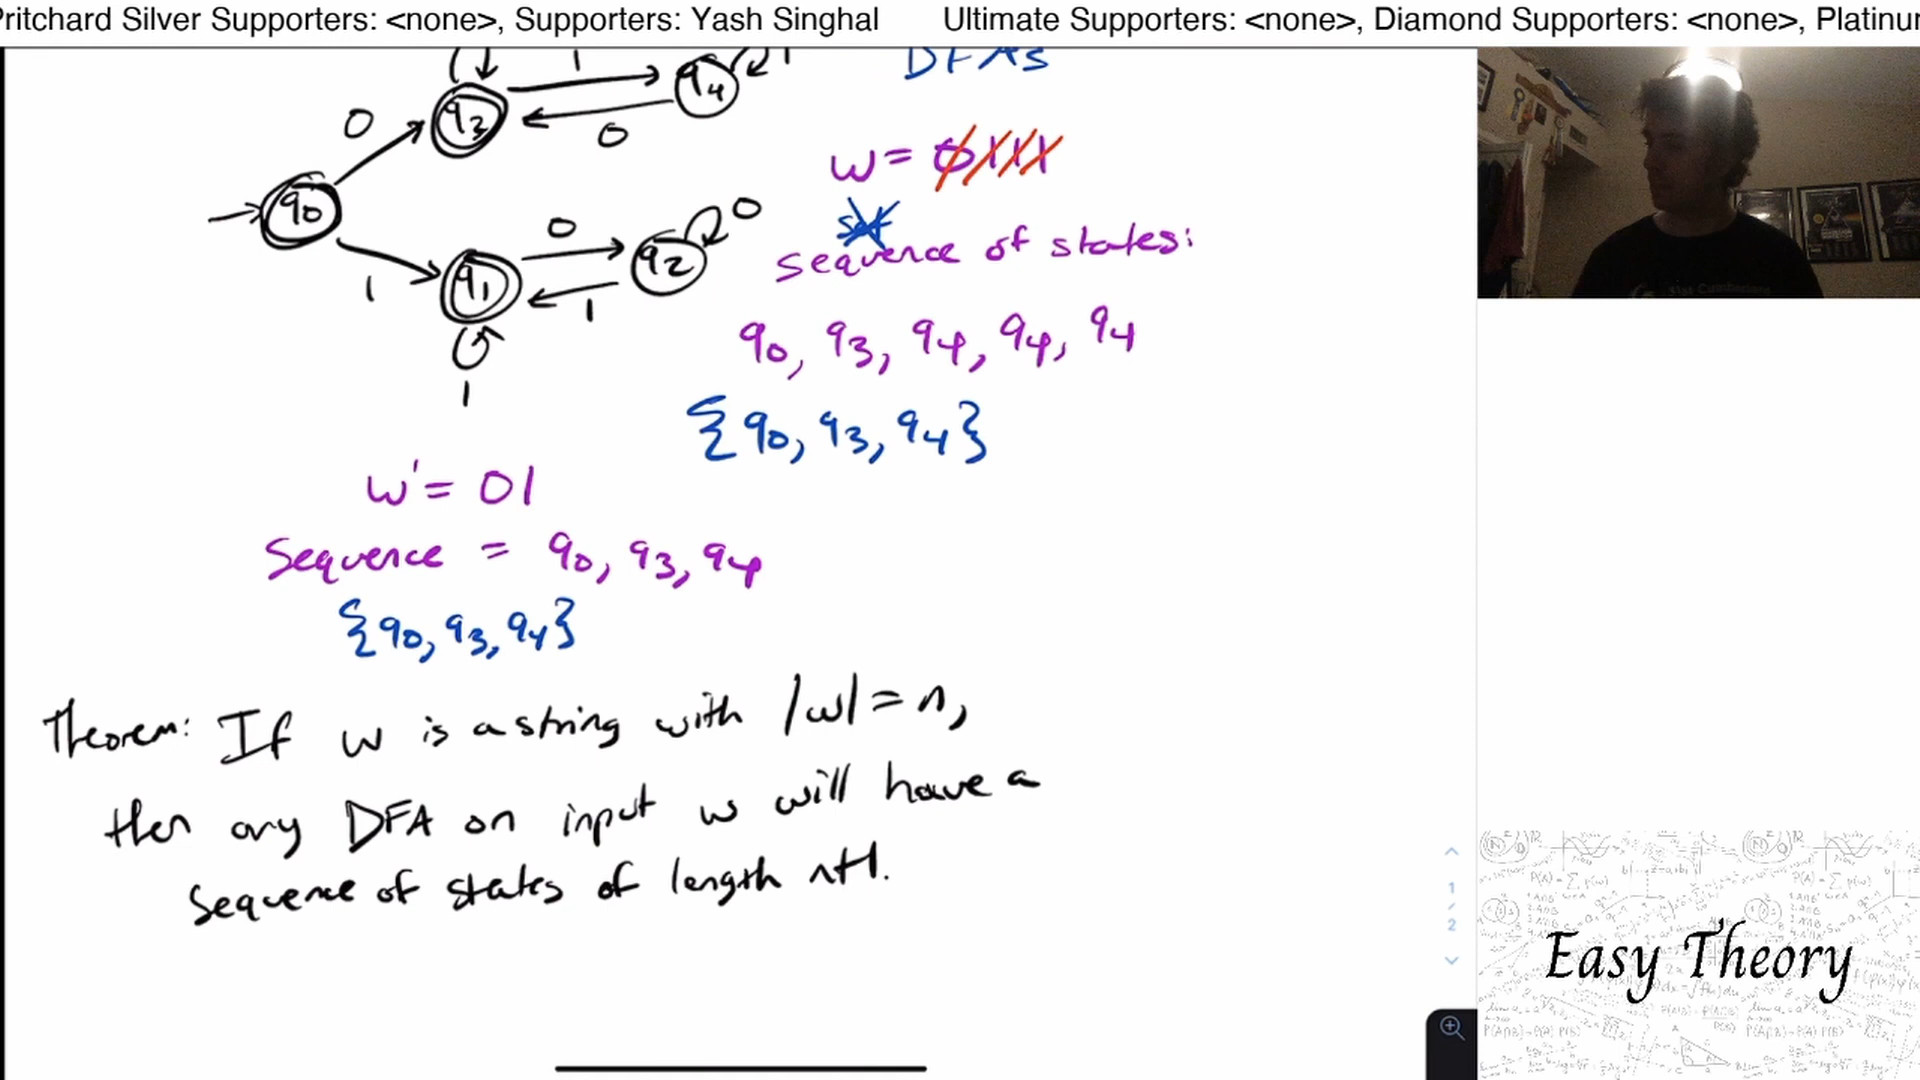 Pritchard Silver Supporters: <none>, Supporters: Yash Singhal Ultimate Supporters: <none>, Diamond Supporters: <none>, Platinum
DFAs
1
q3
q4
0
0
w = 0111
q0
set
sequence of states:
0
0
q1
q2
1
1
1
q0, q3, q4, q4, q4
{q0, q3, q4}
w' = 01
Sequence = q0, q3, q4
{q0, q3, q4}
Theorem: If w is a string with |w| = n,
then any DFA on input w will have a
sequence of states of length n+1.
1
2
Easy Theory